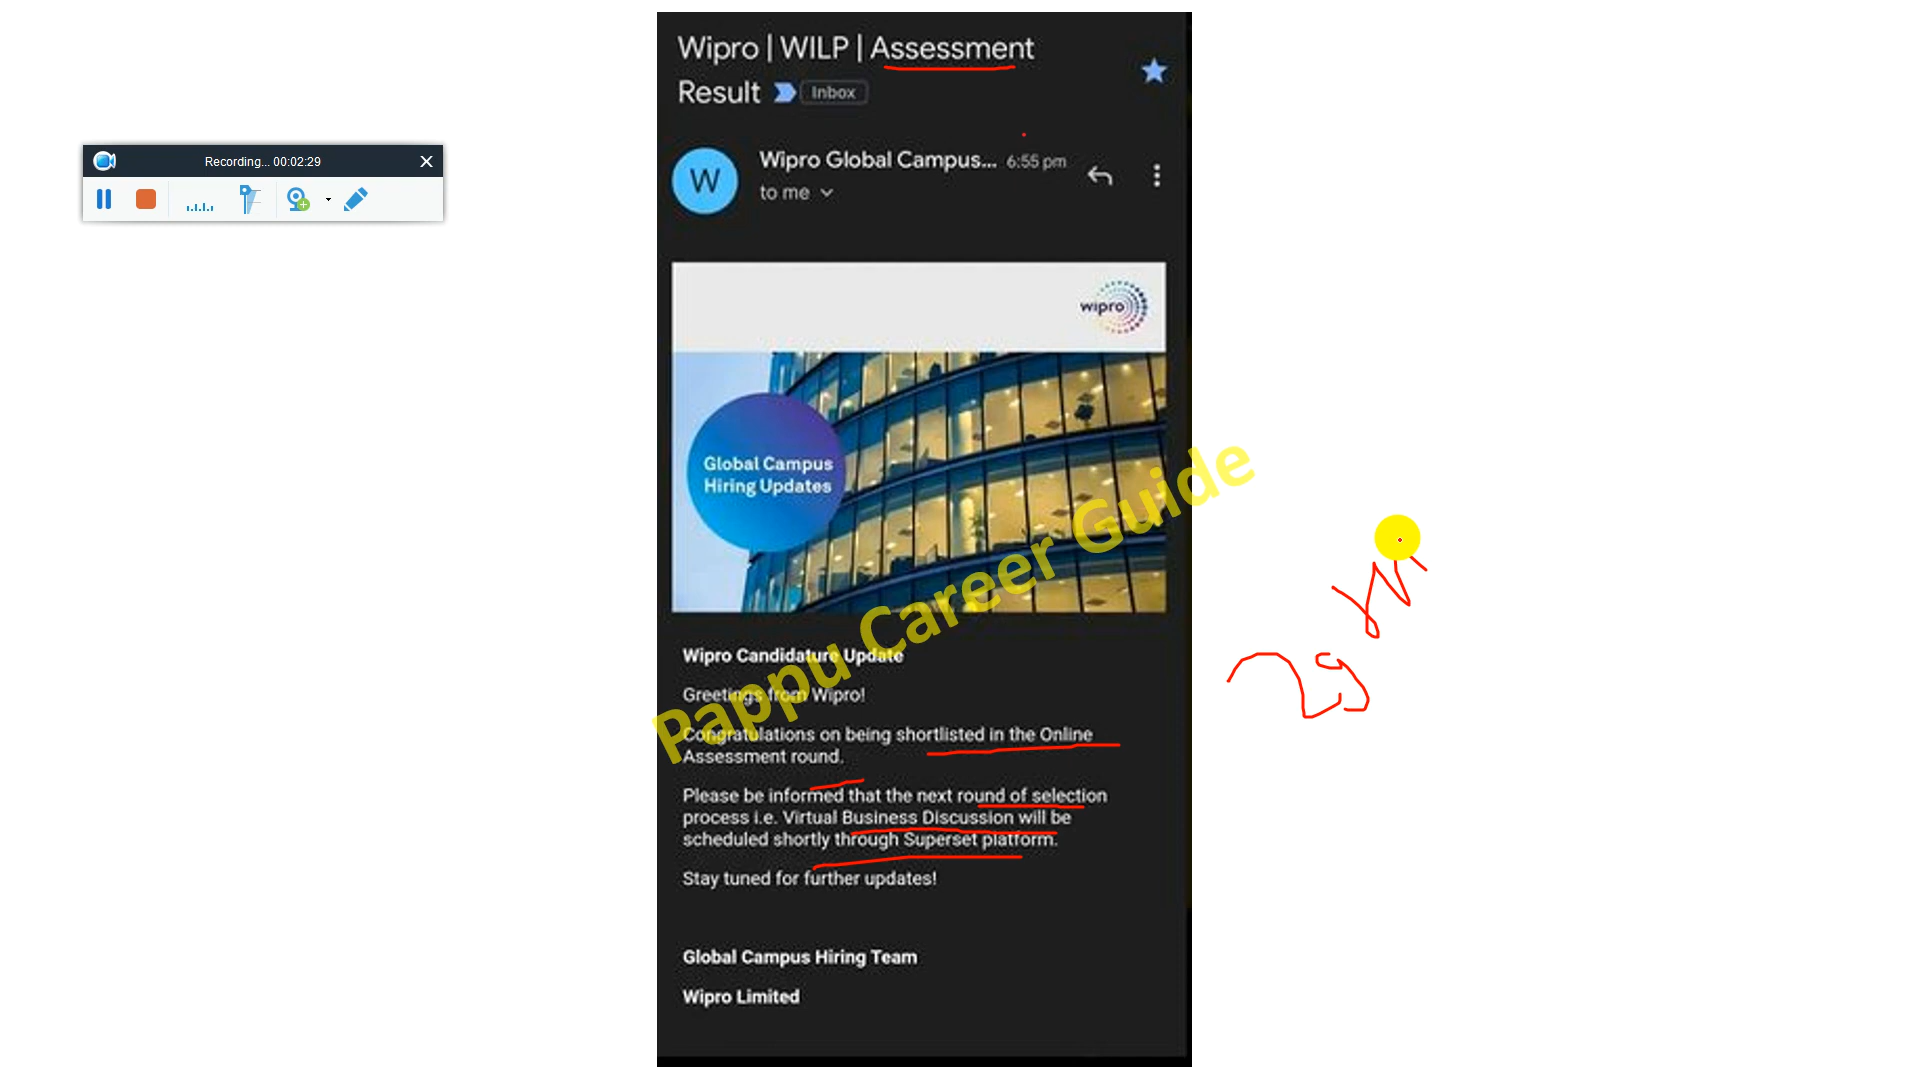 Wipro | WILP | Assessment
Result Inbox
Recording... 00:02:29
W
Wipro Global Campus... 6:55 pm
to me
wipro
Global Campus
Hiring Updates
Pappu Career Guide
Wipro Candidature Update
Greetings from Wipro!
Congratulations on being shortlisted in the Online
Assessment round.
Please be informed that the next round of selection
process i.e. Virtual Business Discussion will be
scheduled shortly through Superset platform.
Stay tuned for further updates!
Global Campus Hiring Team
Wipro Limited